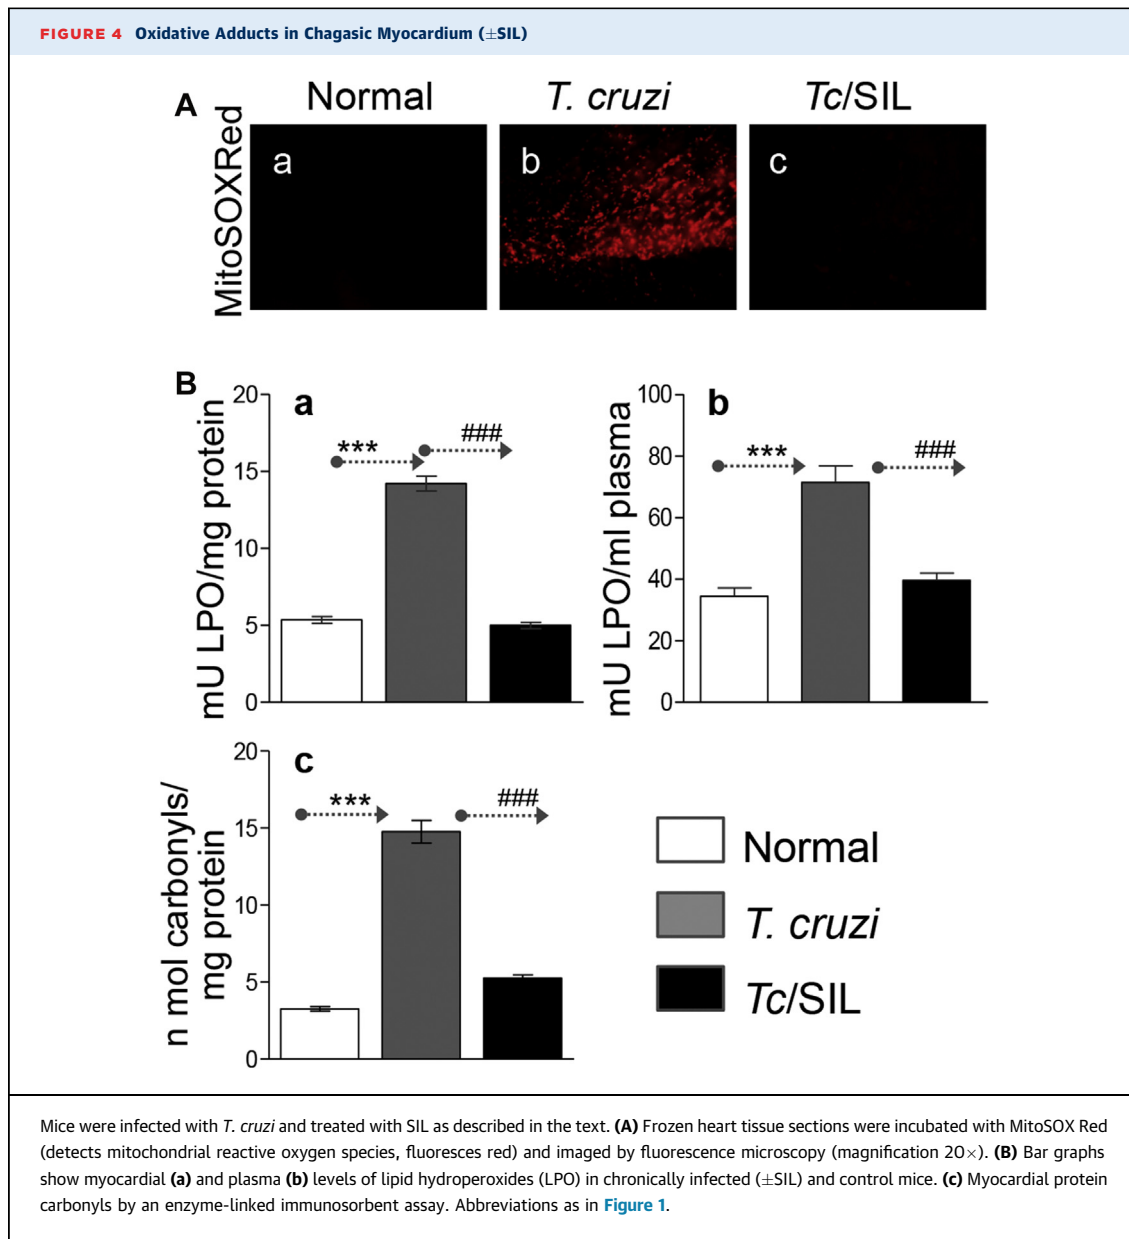 FIGURE 4 Oxidative Adducts in Chagasic Myocardium (±SIL)
A
Normal
T. cruzi
Tc/SIL
MitoSOXRed
a
b
c
B
a
mU LPO/mg protein
20
15
10
5
0
***
###
b
mU LPO/ml plasma
100
80
60
40
20
0
***
###
c
n mol carbonyls/
mg protein
20
15
10
5
0
***
###
Normal
T. cruzi
Tc/SIL
Mice were infected with T. cruzi and treated with SIL as described in the text. (A) Frozen heart tissue sections were incubated with MitoSOX Red
(detects mitochondrial reactive oxygen species, fluoresces red) and imaged by fluorescence microscopy (magnification 20×). (B) Bar graphs
show myocardial (a) and plasma (b) levels of lipid hydroperoxides (LPO) in chronically infected (±SIL) and control mice. (c) Myocardial protein
carbonyls by an enzyme-linked immunosorbent assay. Abbreviations as in Figure 1.